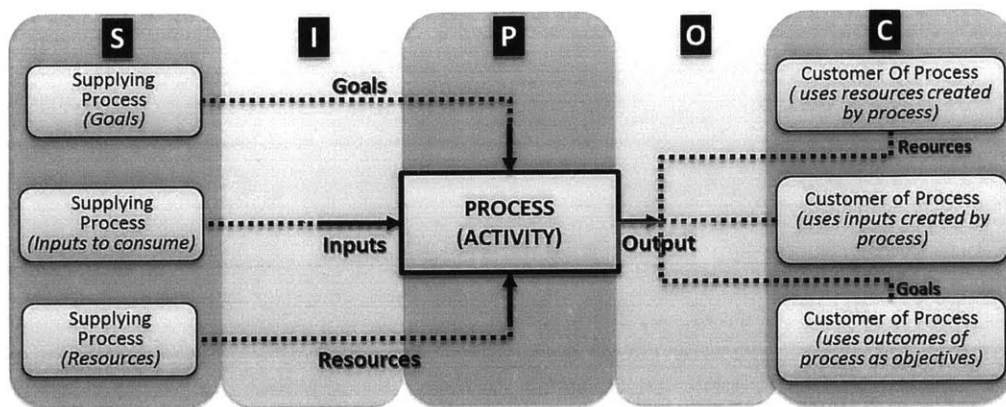 S
I
P
O
C
Supplying
Process
(Goals)
Goals
Customer Of Process
( uses resources created
by process)
Reources
Supplying
Process
(Inputs to consume)
Inputs
PROCESS
(ACTIVITY)
Output
Customer of Process
(uses inputs created by
process)
Supplying
Process
(Resources)
Resources
Goals
Customer of Process
(uses outcomes of
process as objectives)